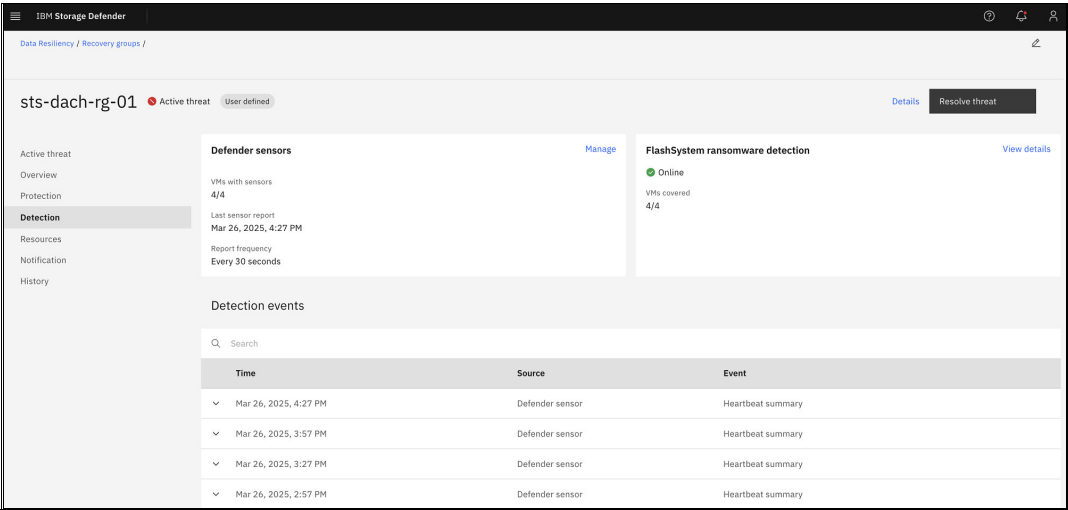 IBM Storage Defender
Data Resiliency / Recovery groups /
sts-dach-rg-01 Active threat User defined Details Resolve threat
Active threat
Overview
Protection
Detection
Resources
Notification
History
Defender sensors Manage
VMs with sensors
4/4
Last sensor report
Mar 26, 2025, 4:27 PM
Report frequency
Every 30 seconds
FlashSystem ransomware detection View details
Online
VMs covered
4/4
Detection events
Search
Time Source Event
Mar 26, 2025, 4:27 PM Defender sensor Heartbeat summary
Mar 26, 2025, 3:57 PM Defender sensor Heartbeat summary
Mar 26, 2025, 3:27 PM Defender sensor Heartbeat summary
Mar 26, 2025, 2:57 PM Defender sensor Heartbeat summary